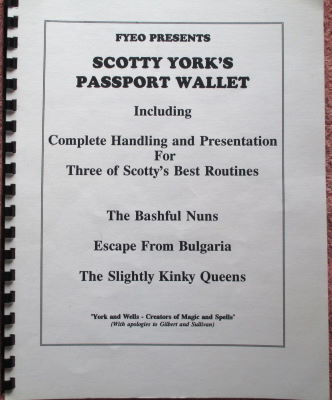 FYEO PRESENTS
SCOTTY YORK'S
PASSPORT WALLET
Including
Complete Handling and Presentation
For
Three of Scotty's Best Routines
The Bashful Nuns
Escape From Bulgaria
The Slightly Kinky Queens
"York and Wells - Creators of Magic and Spells"
(With apologies to Gilbert and Sullivan)